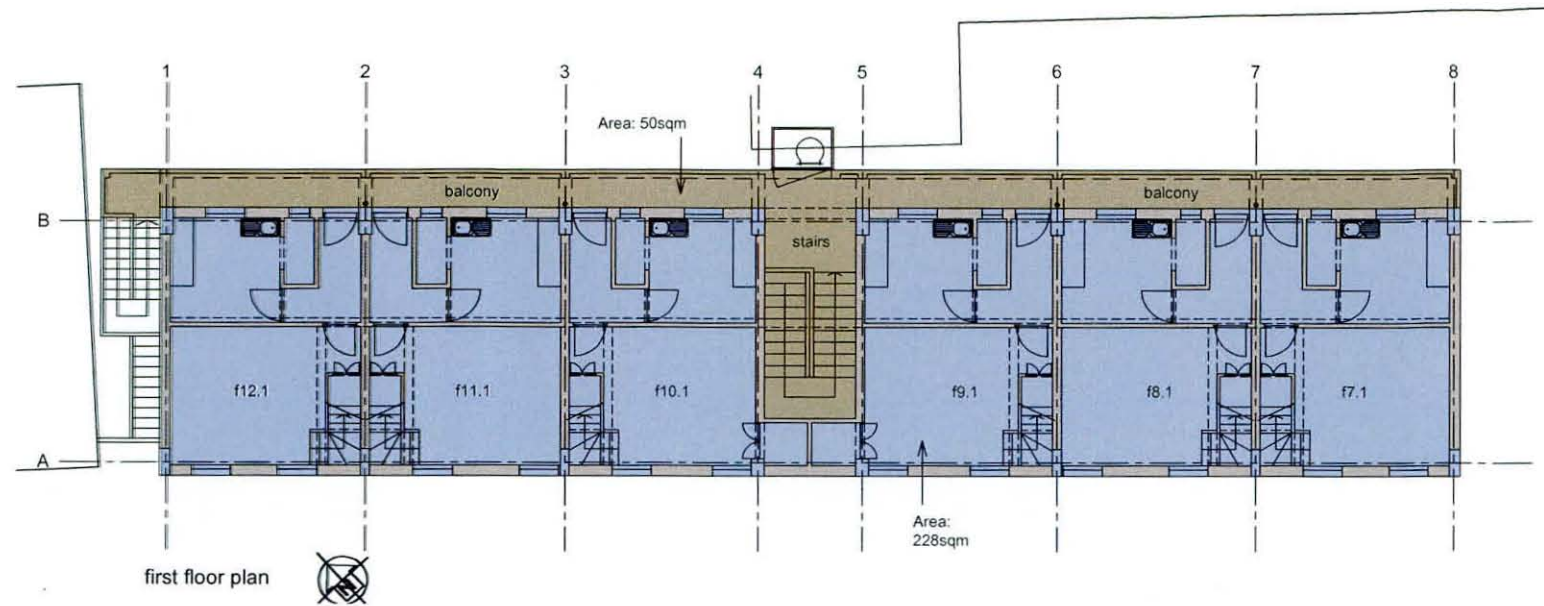 1 2 3 4 5 6 7 8
Area: 50sqm
balcony balcony
B
stairs
f12.1 f11.1 f10.1 f9.1 f8.1 f7.1
A
Area:
228sqm
first floor plan